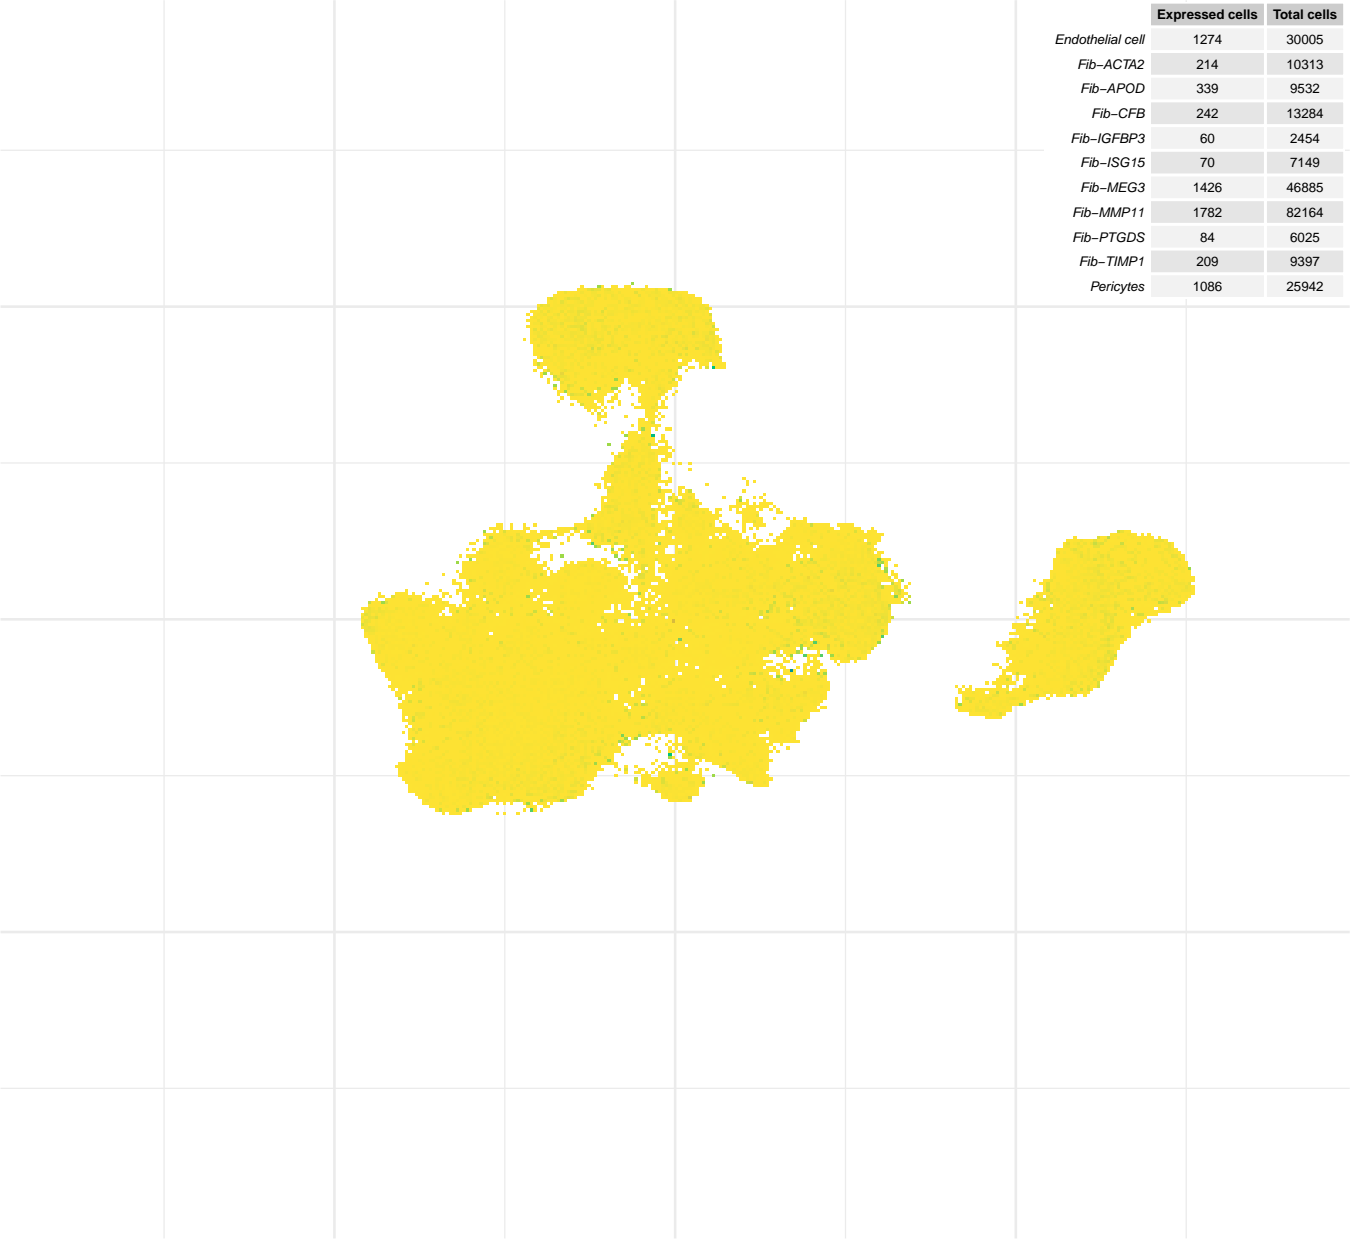 Expressed cells Total cells
Endothelial cell 1274 30005
Fib−ACTA2 214 10313
Fib−APOD 339 9532
Fib−CFB 242 13284
Fib−IGFBP3 60 2454
Fib−ISG15 70 7149
Fib−MEG3 1426 46885
Fib−MMP11 1782 82164
Fib−PTGDS 84 6025
Fib−TIMP1 209 9397
Pericytes 1086 25942